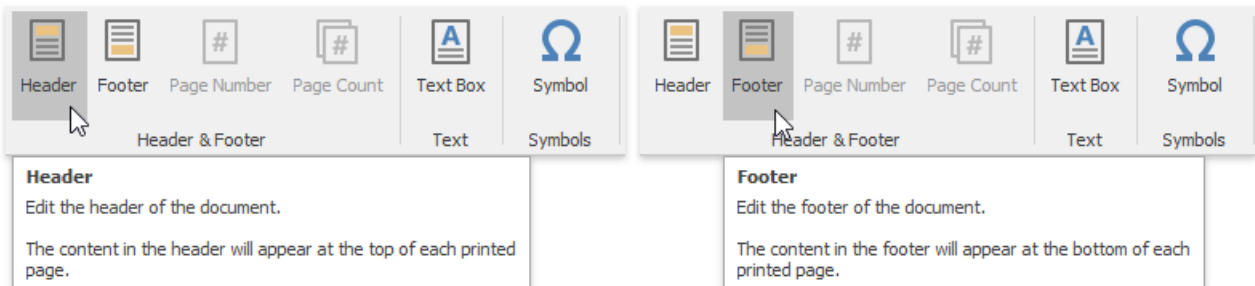 Header Footer Page Number Page Count Text Box Symbol
Header & Footer Text Symbols
Header
Edit the header of the document.
The content in the header will appear at the top of each printed
page.
Header Footer Page Number Page Count Text Box Symbol
Header & Footer Text Symbols
Footer
Edit the footer of the document.
The content in the footer will appear at the bottom of each
printed page.